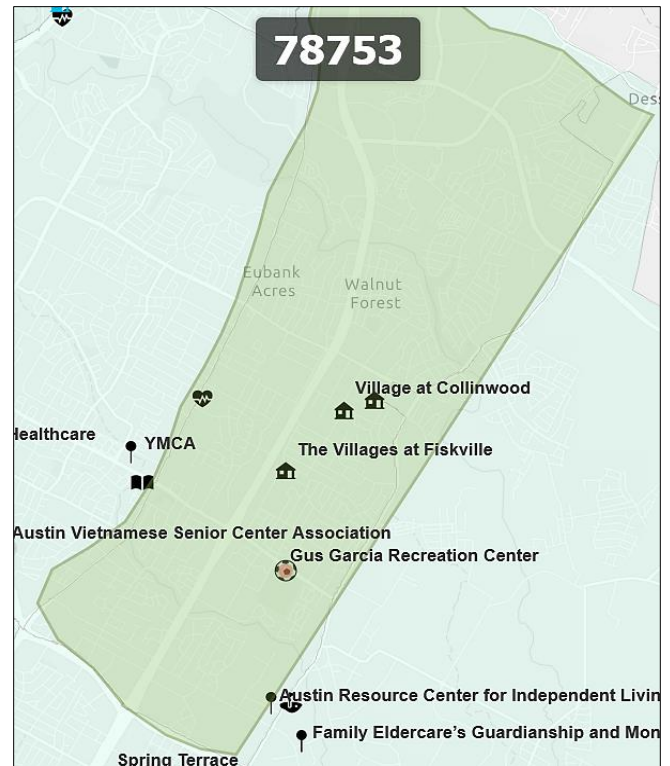 78753
Dess
Eubank
Acres
Walnut
Forest
Village at Collinwood
Healthcare
YMCA
The Villages at Fiskville
Austin Vietnamese Senior Center Association
Gus Garcia Recreation Center
Austin Resource Center for Independent Livin
Family Eldercare’s Guardianship and Mon
Spring Terrace